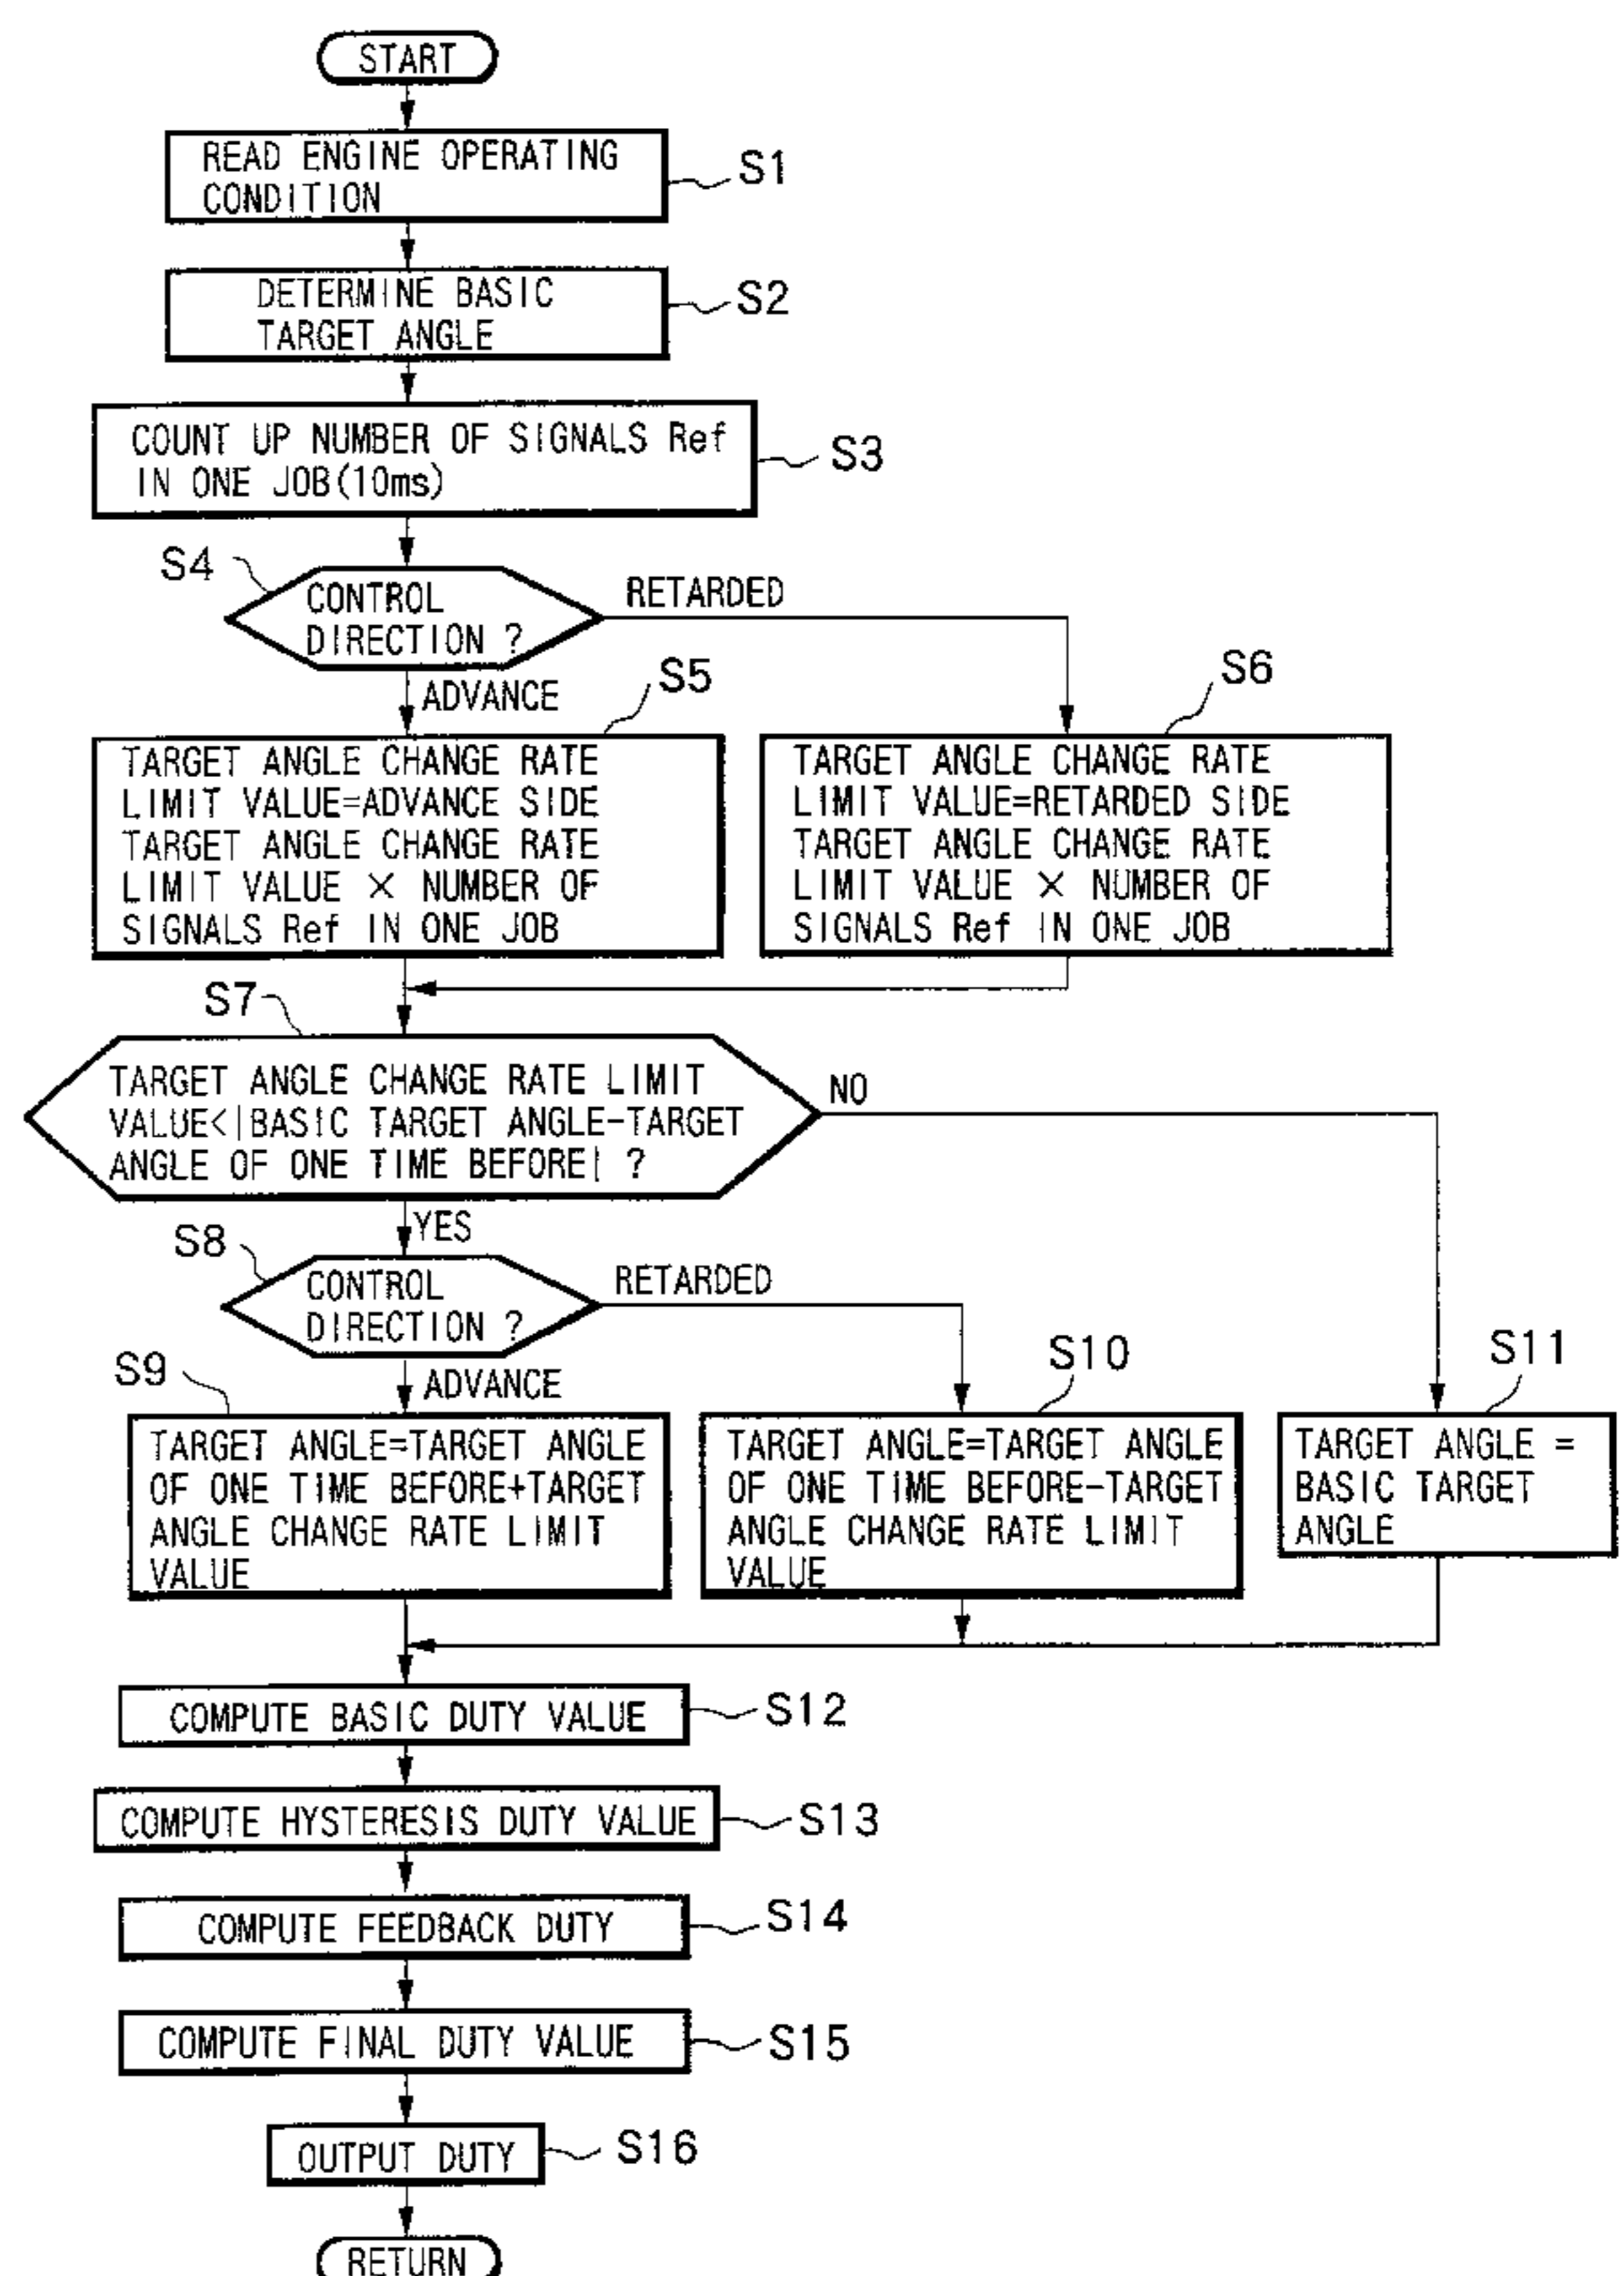 START
READ ENGINE OPERATING
CONDITION
S1
DETERMINE BASIC
TARGET ANGLE
S2
COUNT UP NUMBER OF SIGNALS Ref
IN ONE JOB(10ms)
S3
S4
CONTROL
DIRECTION ?
RETARDED
ADVANCE
S5
S6
TARGET ANGLE CHANGE RATE
LIMIT VALUE=ADVANCE SIDE
TARGET ANGLE CHANGE RATE
LIMIT VALUE × NUMBER OF
SIGNALS Ref IN ONE JOB
TARGET ANGLE CHANGE RATE
LIMIT VALUE=RETARDED SIDE
TARGET ANGLE CHANGE RATE
LIMIT VALUE × NUMBER OF
SIGNALS Ref IN ONE JOB
S7
TARGET ANGLE CHANGE RATE LIMIT
VALUE<|BASIC TARGET ANGLE-TARGET
ANGLE OF ONE TIME BEFORE| ?
NO
YES
S8
CONTROL
DIRECTION ?
RETARDED
ADVANCE
S9
S10
S11
TARGET ANGLE=TARGET ANGLE
OF ONE TIME BEFORE+TARGET
ANGLE CHANGE RATE LIMIT
VALUE
TARGET ANGLE=TARGET ANGLE
OF ONE TIME BEFORE-TARGET
ANGLE CHANGE RATE LIMIT
VALUE
TARGET ANGLE =
BASIC TARGET
ANGLE
COMPUTE BASIC DUTY VALUE
S12
COMPUTE HYSTERESIS DUTY VALUE
S13
COMPUTE FEEDBACK DUTY
S14
COMPUTE FINAL DUTY VALUE
S15
OUTPUT DUTY
S16
RETURN